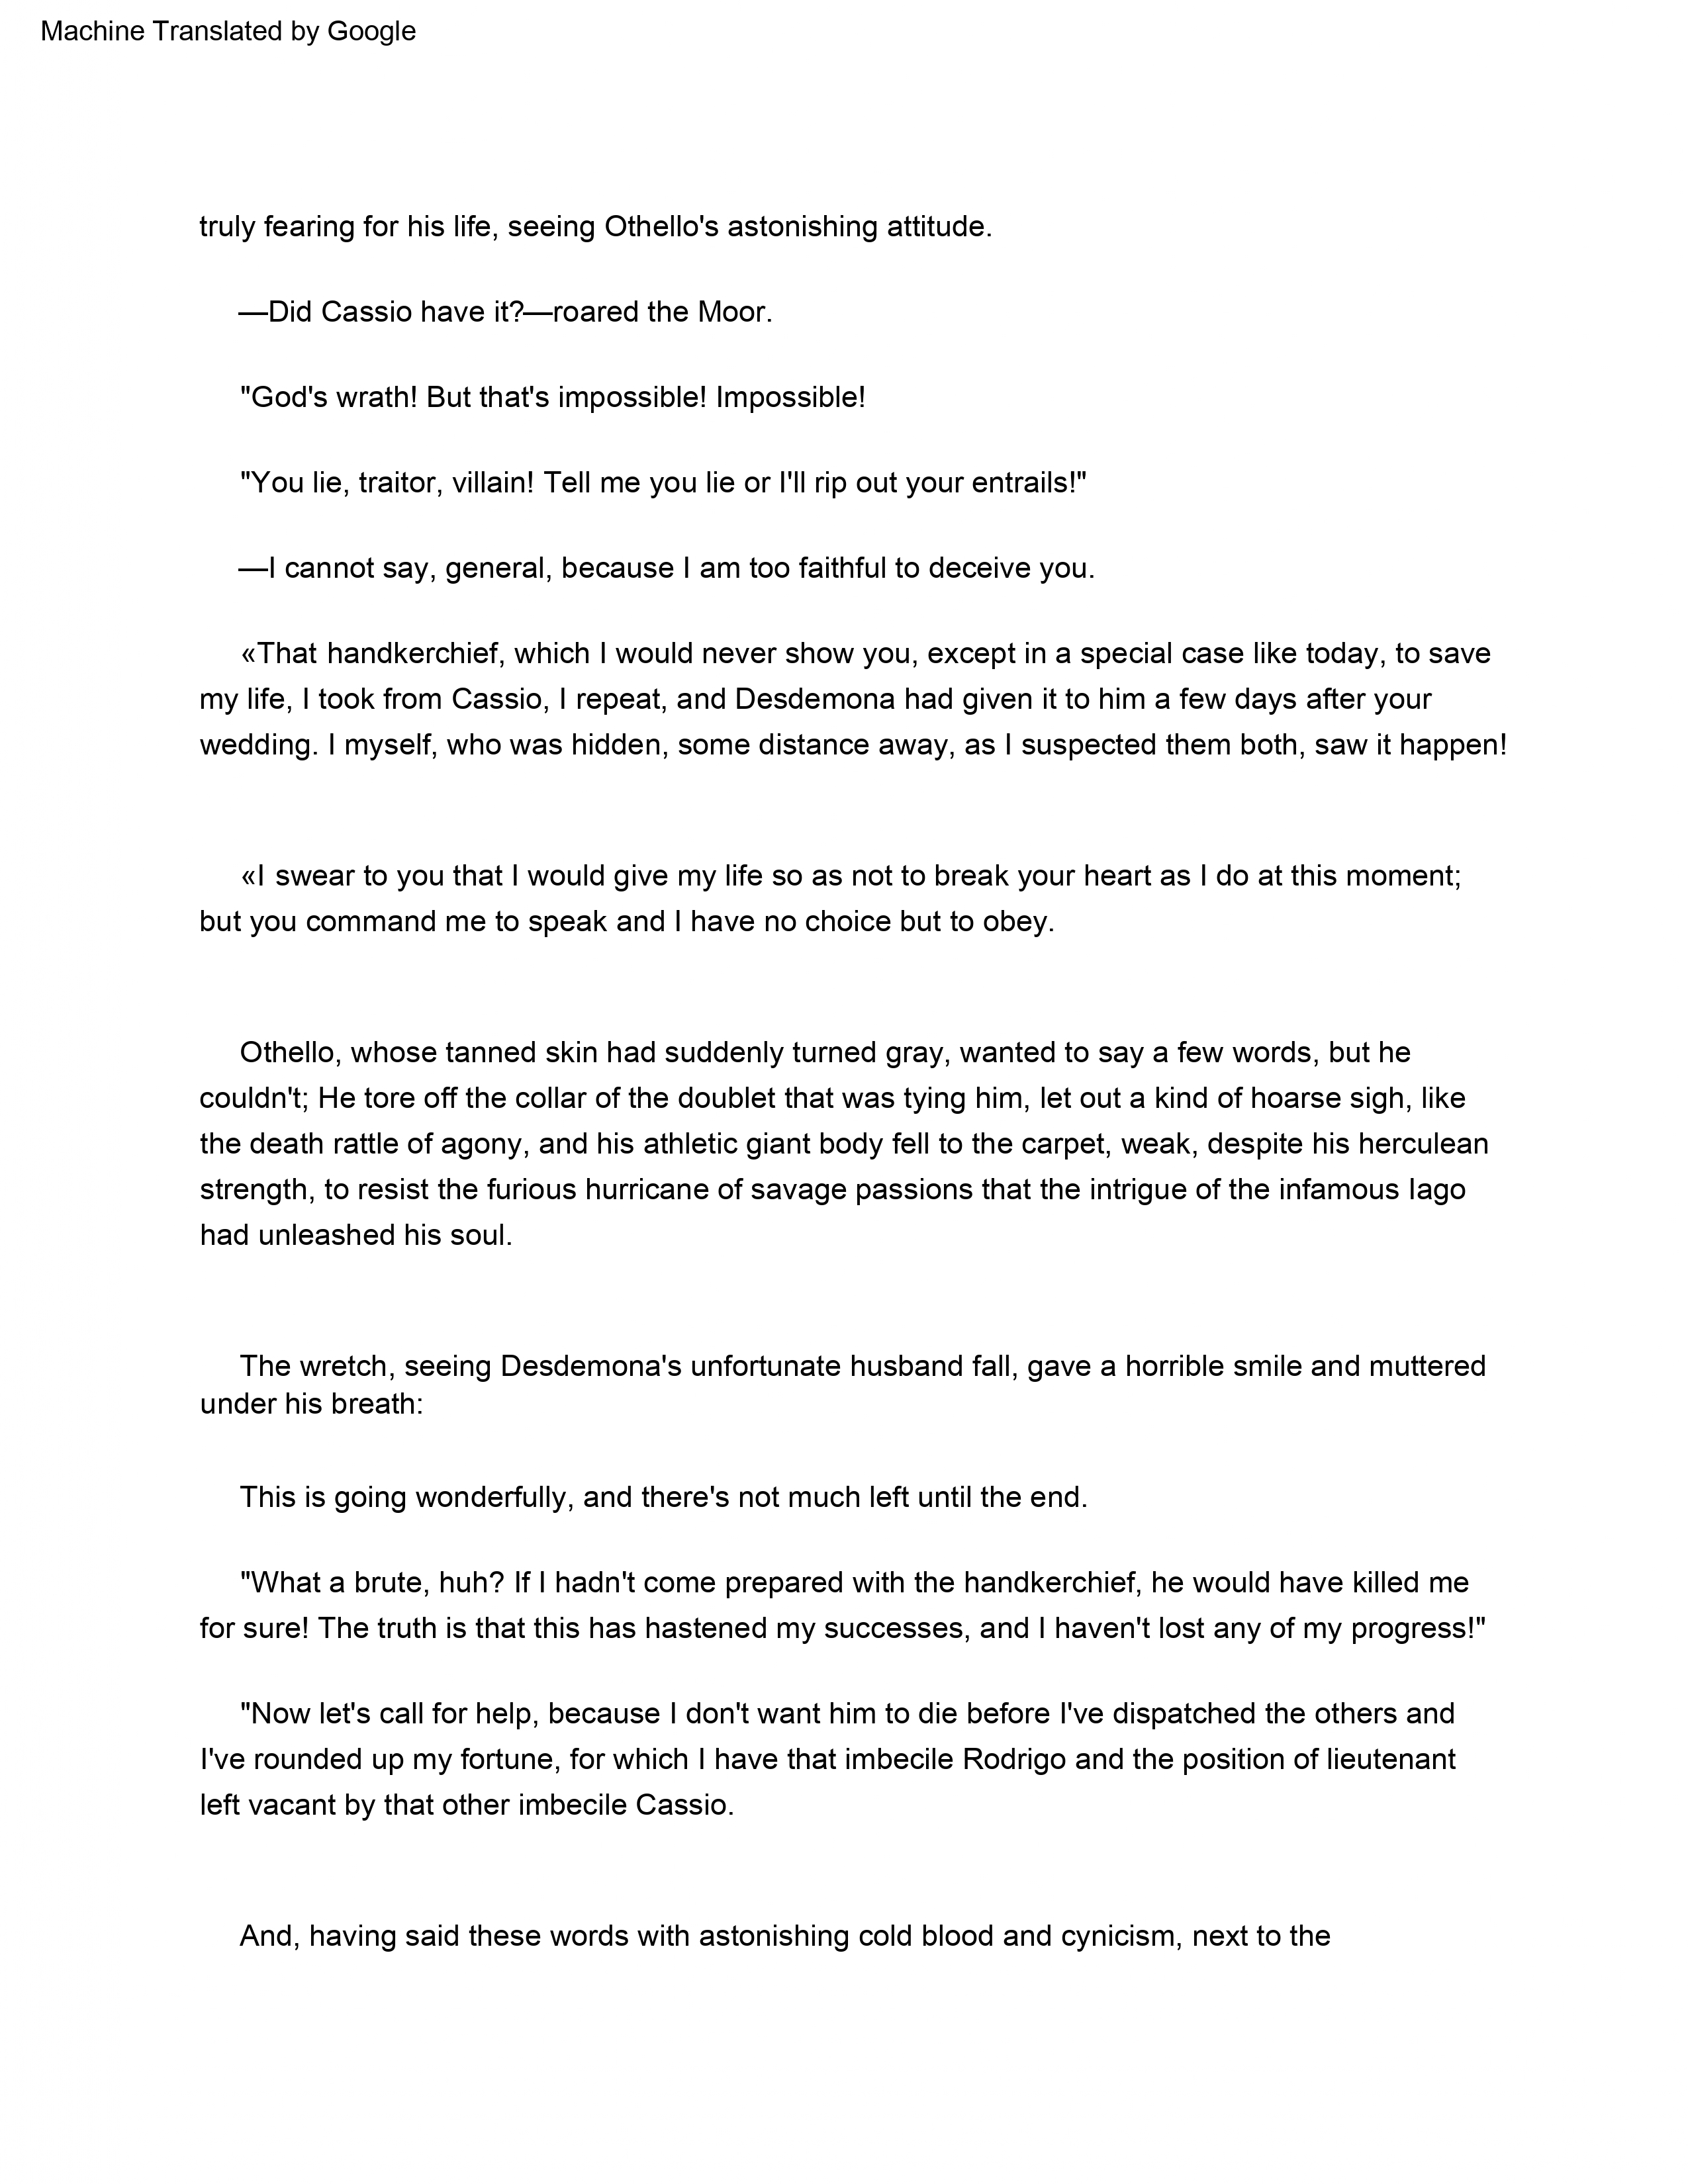 Machine Translated by Google
truly fearing for his life, seeing Othello's astonishing attitude.
—Did Cassio have it?—roared the Moor.
"God's wrath! But that's impossible! Impossible!
"You lie, traitor, villain! Tell me you lie or I'll rip out your entrails!"
—I cannot say, general, because I am too faithful to deceive you.
«That handkerchief, which I would never show you, except in a special case like today, to save
my life, I took from Cassio, I repeat, and Desdemona had given it to him a few days after your
wedding. I myself, who was hidden, some distance away, as I suspected them both, saw it happen!
«I swear to you that I would give my life so as not to break your heart as I do at this moment;
but you command me to speak and I have no choice but to obey.
Othello, whose tanned skin had suddenly turned gray, wanted to say a few words, but he
couldn't; He tore off the collar of the doublet that was tying him, let out a kind of hoarse sigh, like
the death rattle of agony, and his athletic giant body fell to the carpet, weak, despite his herculean
strength, to resist the furious hurricane of savage passions that the intrigue of the infamous Iago
had unleashed his soul.
The wretch, seeing Desdemona's unfortunate husband fall, gave a horrible smile and muttered
under his breath:
This is going wonderfully, and there's not much left until the end.
"What a brute, huh? If I hadn't come prepared with the handkerchief, he would have killed me
for sure! The truth is that this has hastened my successes, and I haven't lost any of my progress!"
"Now let's call for help, because I don't want him to die before I've dispatched the others and
I've rounded up my fortune, for which I have that imbecile Rodrigo and the position of lieutenant
left vacant by that other imbecile Cassio.
And, having said these words with astonishing cold blood and cynicism, next to the